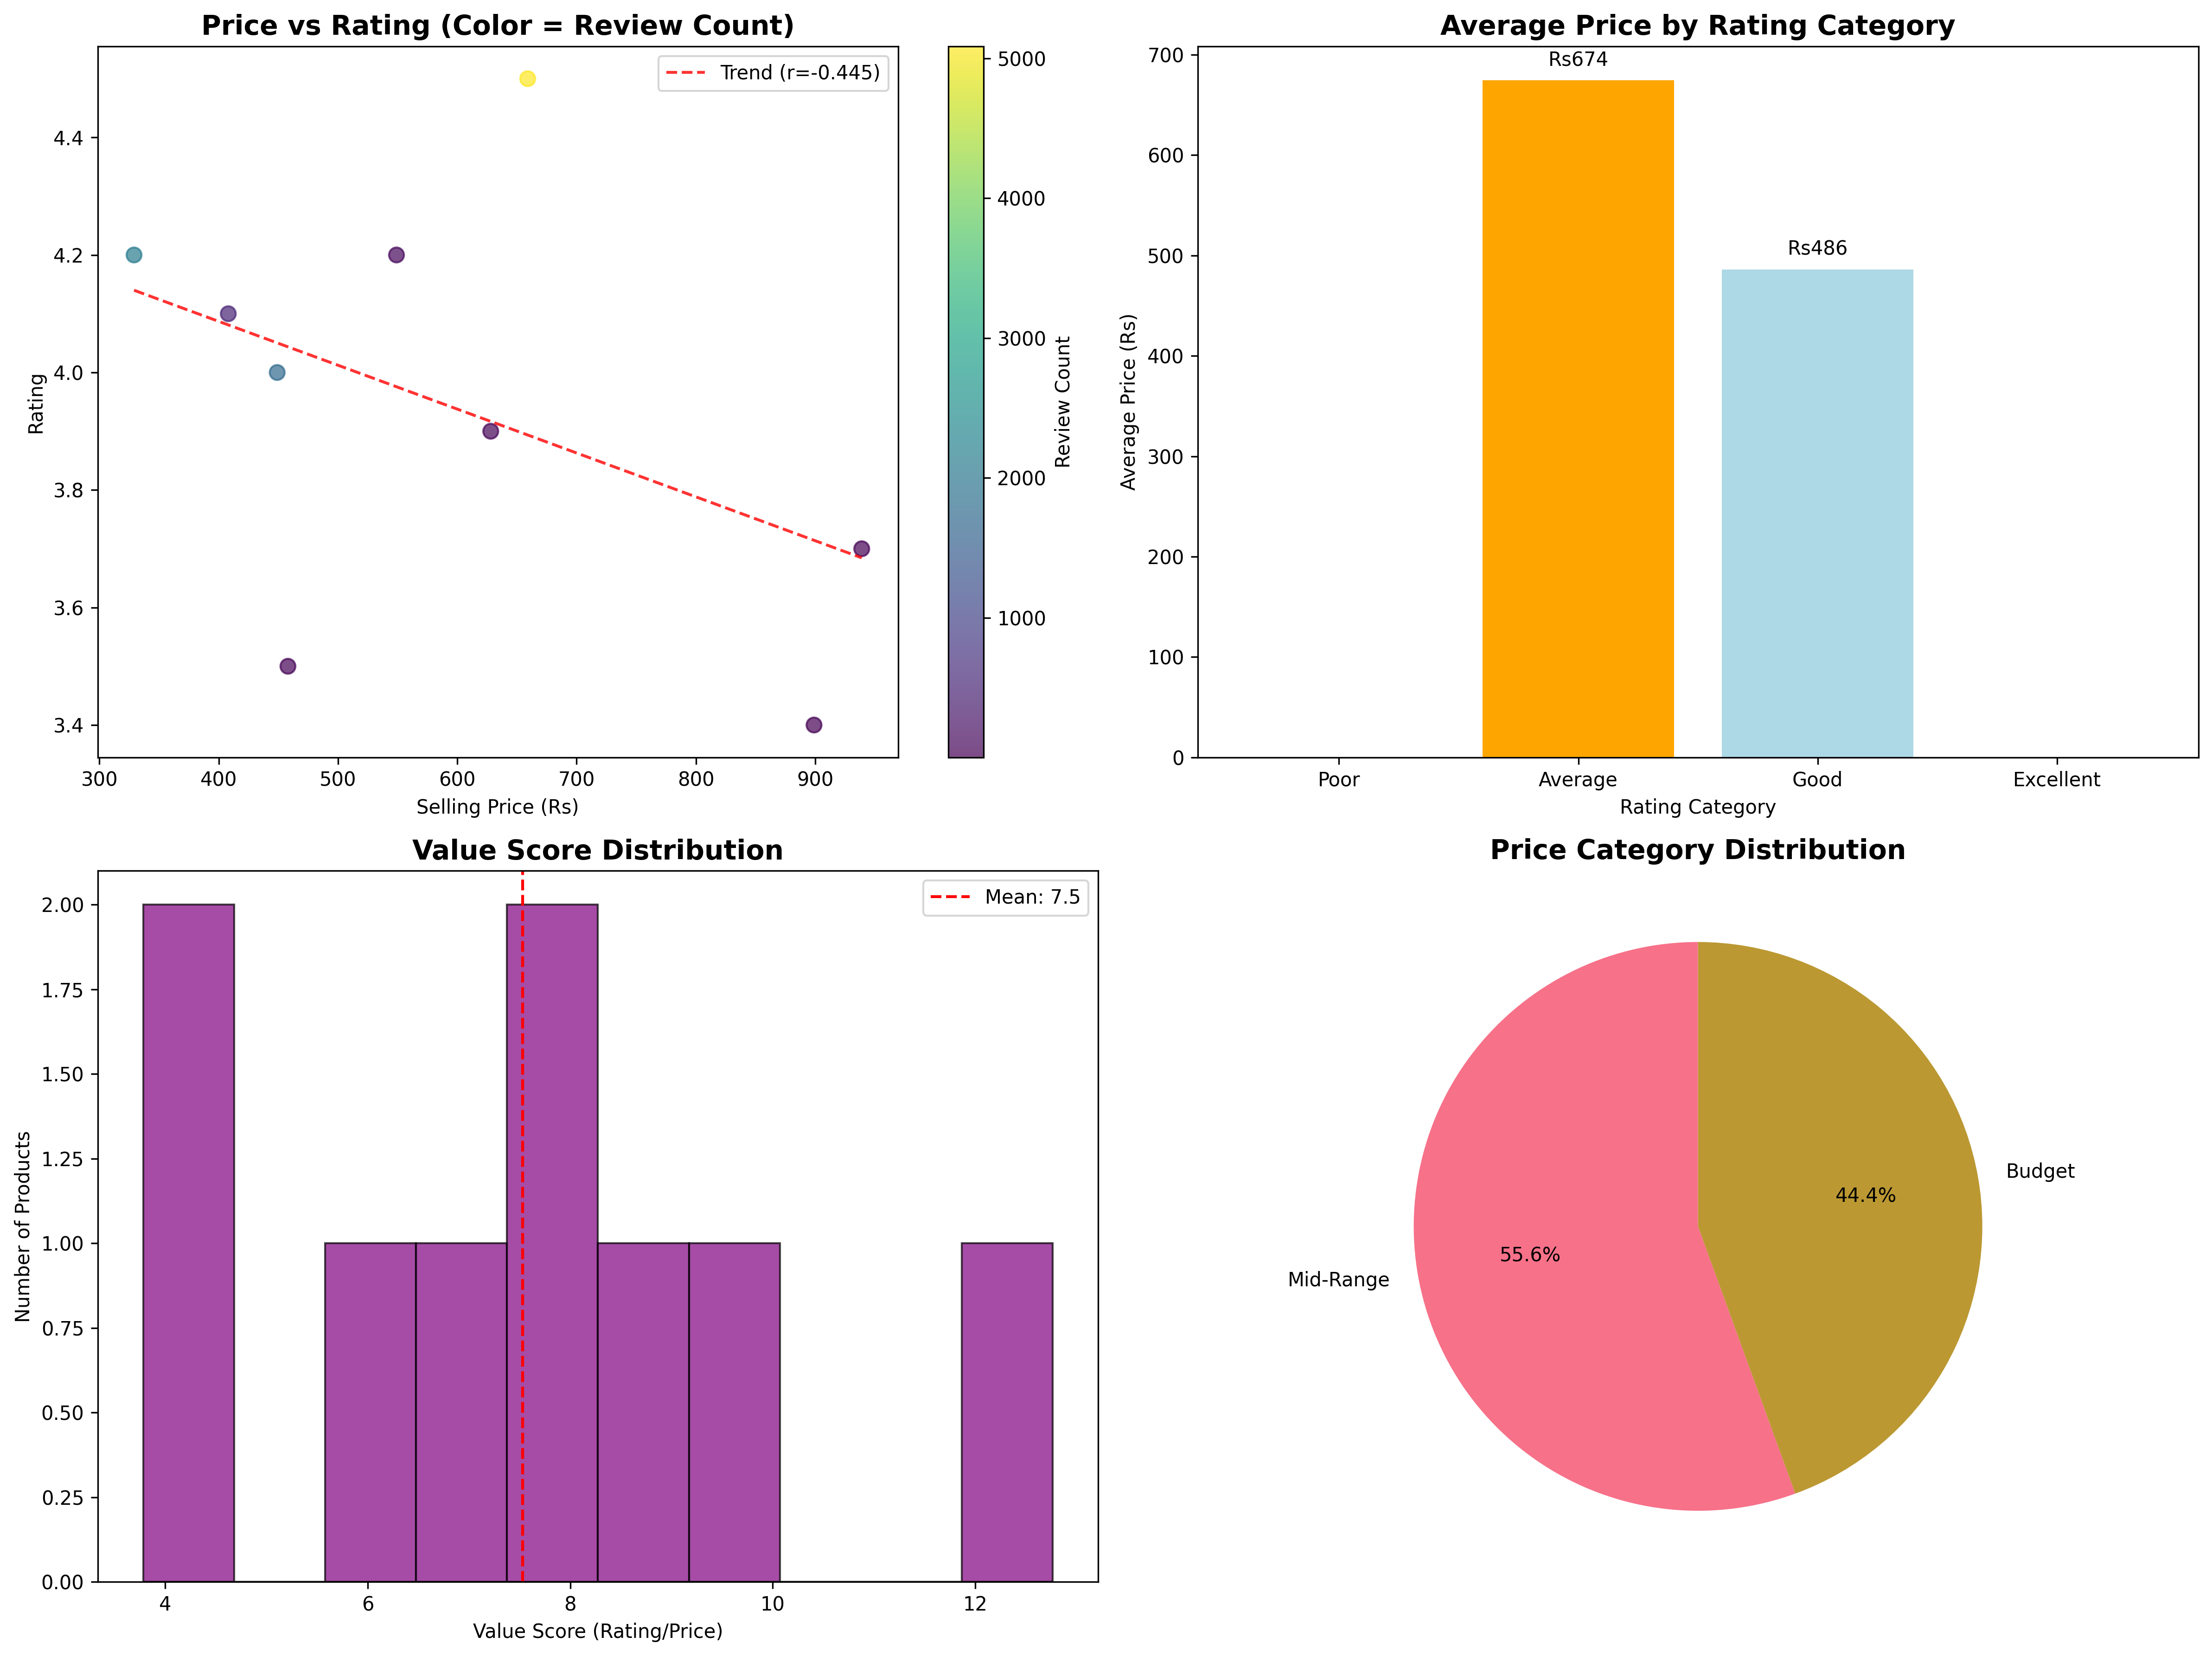 Price vs Rating (Color = Review Count)
Trend (r=-0.445)
Rating
4.4
4.2
4.0
3.8
3.6
3.4
300 400 500 600 700 800 900
Selling Price (Rs)
5000
4000
3000
2000
1000
Review Count
Average Price by Rating Category
Rs674
Rs486
Average Price (Rs)
700
600
500
400
300
200
100
0
Poor Average Good Excellent
Rating Category
Value Score Distribution
Mean: 7.5
Number of Products
2.00
1.75
1.50
1.25
1.00
0.75
0.50
0.25
0.00
4 6 8 10 12
Value Score (Rating/Price)
Price Category Distribution
Budget
44.4%
55.6%
Mid-Range